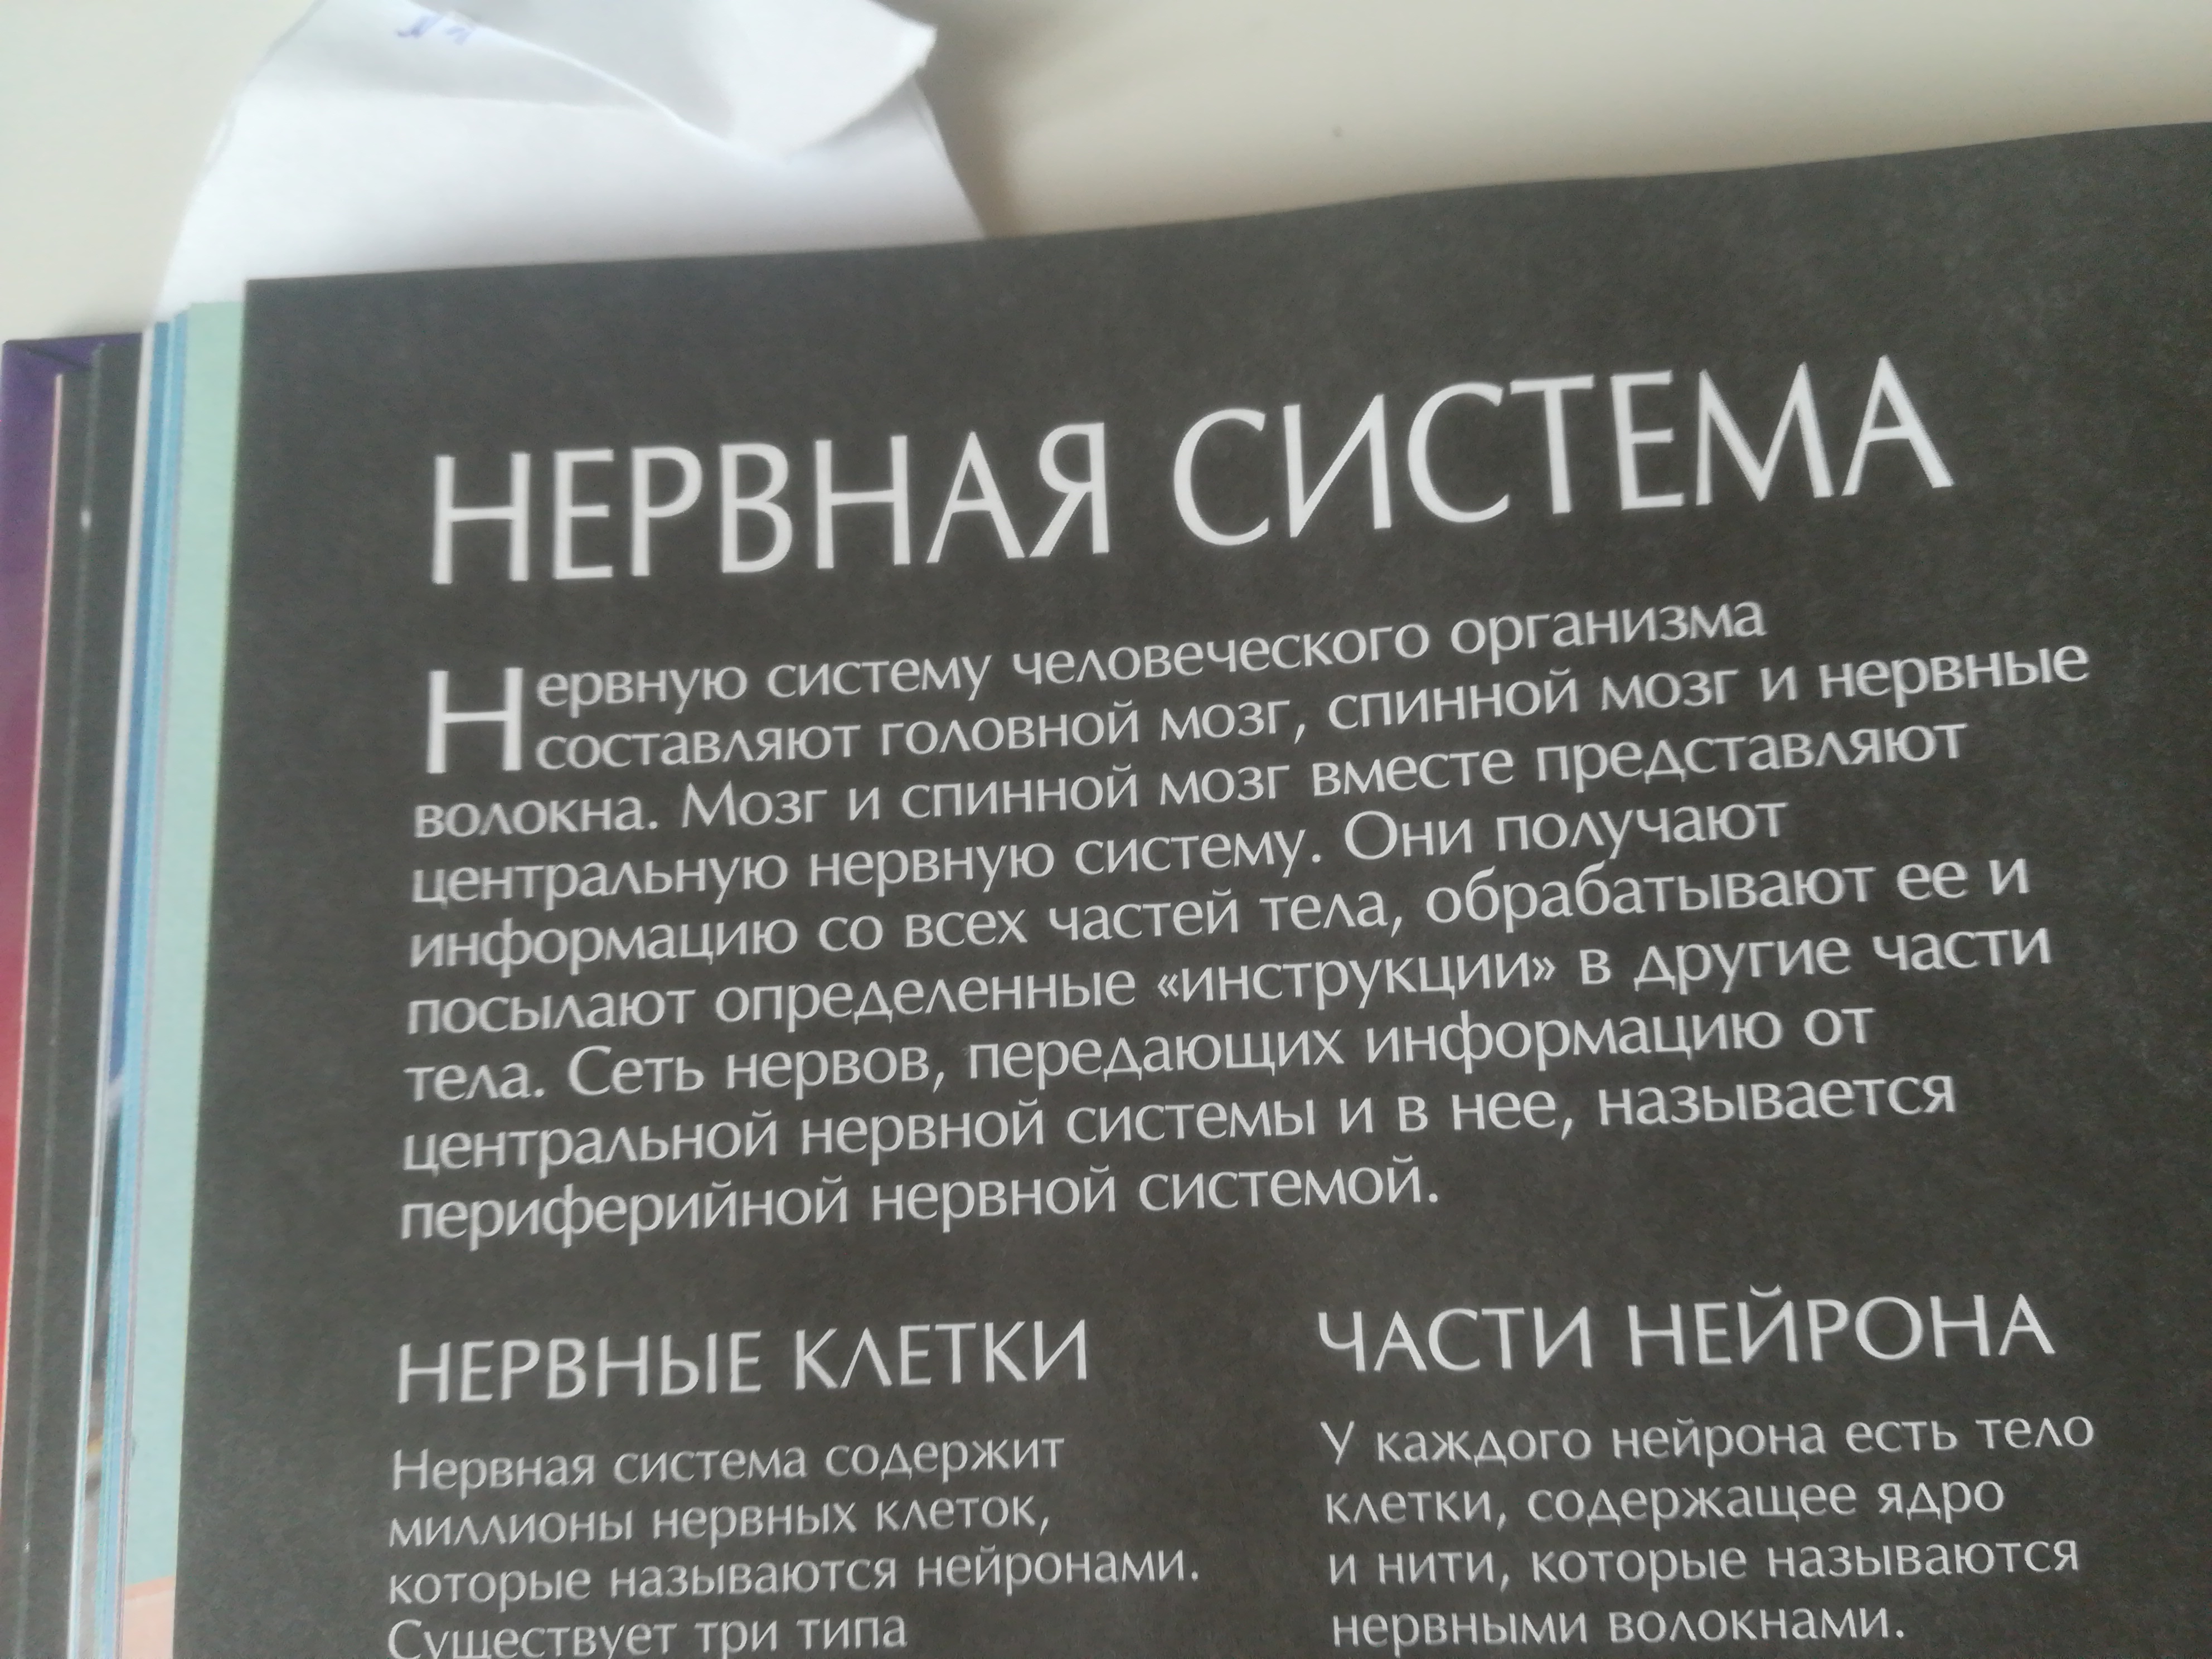 НЕРВНАЯ СИСТЕМА
Нервную систему человеческого организма
составляют головной мозг, спинной мозг и нервные
волокна. Мозг и спинной мозг вместе представляют
центральную нервную систему. Они получают
информацию со всех частей тела, обрабатывают ее и
посылают определенные «инструкции» в другие части
тела. Сеть нервов, передающих информацию от
центральной нервной системы и в нее, называется
периферийной нервной системой.
НЕРВНЫЕ КЛЕТКИ
Нервная система содержит
миллионы нервных клеток,
которые называются нейронами.
Существует три типа
ЧАСТИ НЕЙРОНА
У каждого нейрона есть тело
клетки, содержащее ядро
и нити, которые называются
нервными волокнами.